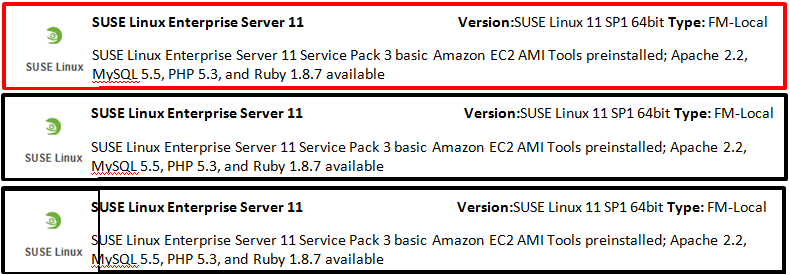 SUSE Linux Enterprise Server 11 Version:SUSE Linux 11 SP1 64bit Type: FM-Local
SUSE Linux
SUSE Linux Enterprise Server 11 Service Pack 3 basic Amazon EC2 AMI Tools preinstalled; Apache 2.2,
MySQL 5.5, PHP 5.3, and Ruby 1.8.7 available
SUSE Linux Enterprise Server 11 Version:SUSE Linux 11 SP1 64bit Type: FM-Local
SUSE Linux
SUSE Linux Enterprise Server 11 Service Pack 3 basic Amazon EC2 AMI Tools preinstalled; Apache 2.2,
MySQL 5.5, PHP 5.3, and Ruby 1.8.7 available
SUSE Linux Enterprise Server 11 Version:SUSE Linux 11 SP1 64bit Type: FM-Local
SUSE Linux
SUSE Linux Enterprise Server 11 Service Pack 3 basic Amazon EC2 AMI Tools preinstalled; Apache 2.2,
MySQL 5.5, PHP 5.3, and Ruby 1.8.7 available